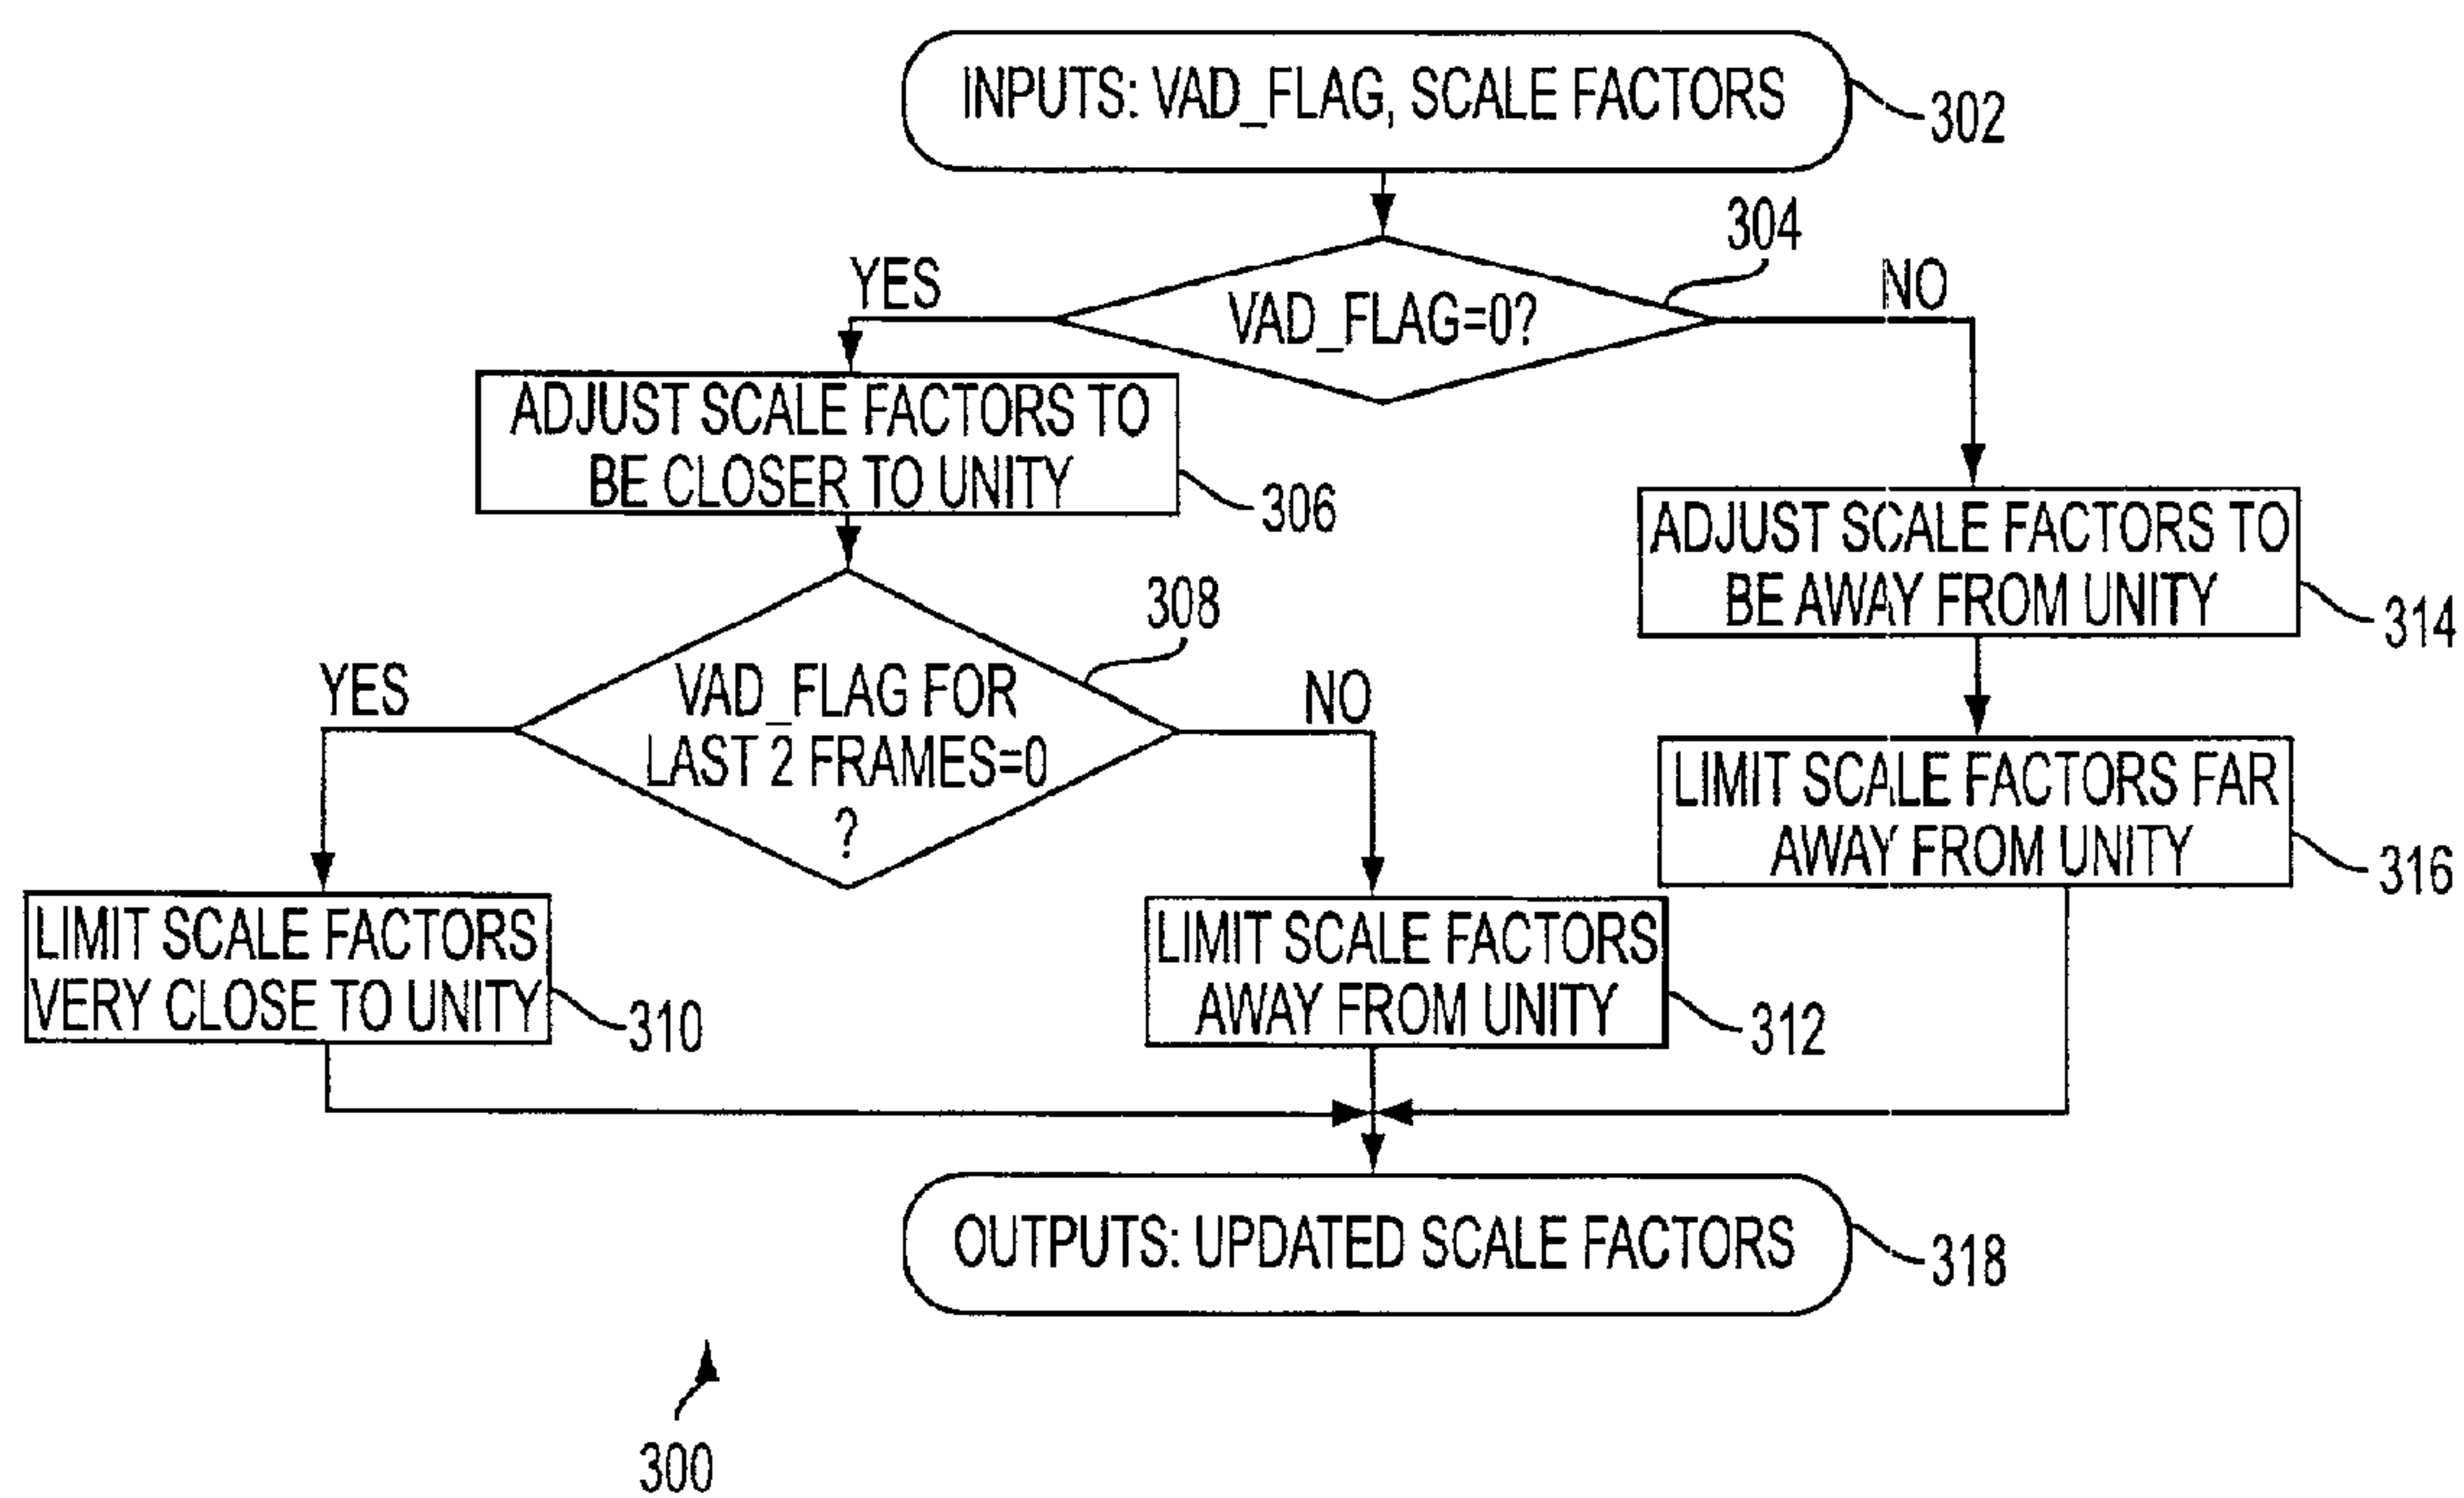 INPUTS: VAD_FLAG, SCALE FACTORS
302
304
YES
NO
VAD_FLAG=0?
ADJUST SCALE FACTORS TO
BE CLOSER TO UNITY
306
ADJUST SCALE FACTORS TO
BE AWAY FROM UNITY
314
308
YES
NO
VAD_FLAG FOR
LAST 2 FRAMES=0
?
LIMIT SCALE FACTORS FAR
AWAY FROM UNITY
316
LIMIT SCALE FACTORS
VERY CLOSE TO UNITY
310
LIMIT SCALE FACTORS
AWAY FROM UNITY
312
OUTPUTS: UPDATED SCALE FACTORS
318
300